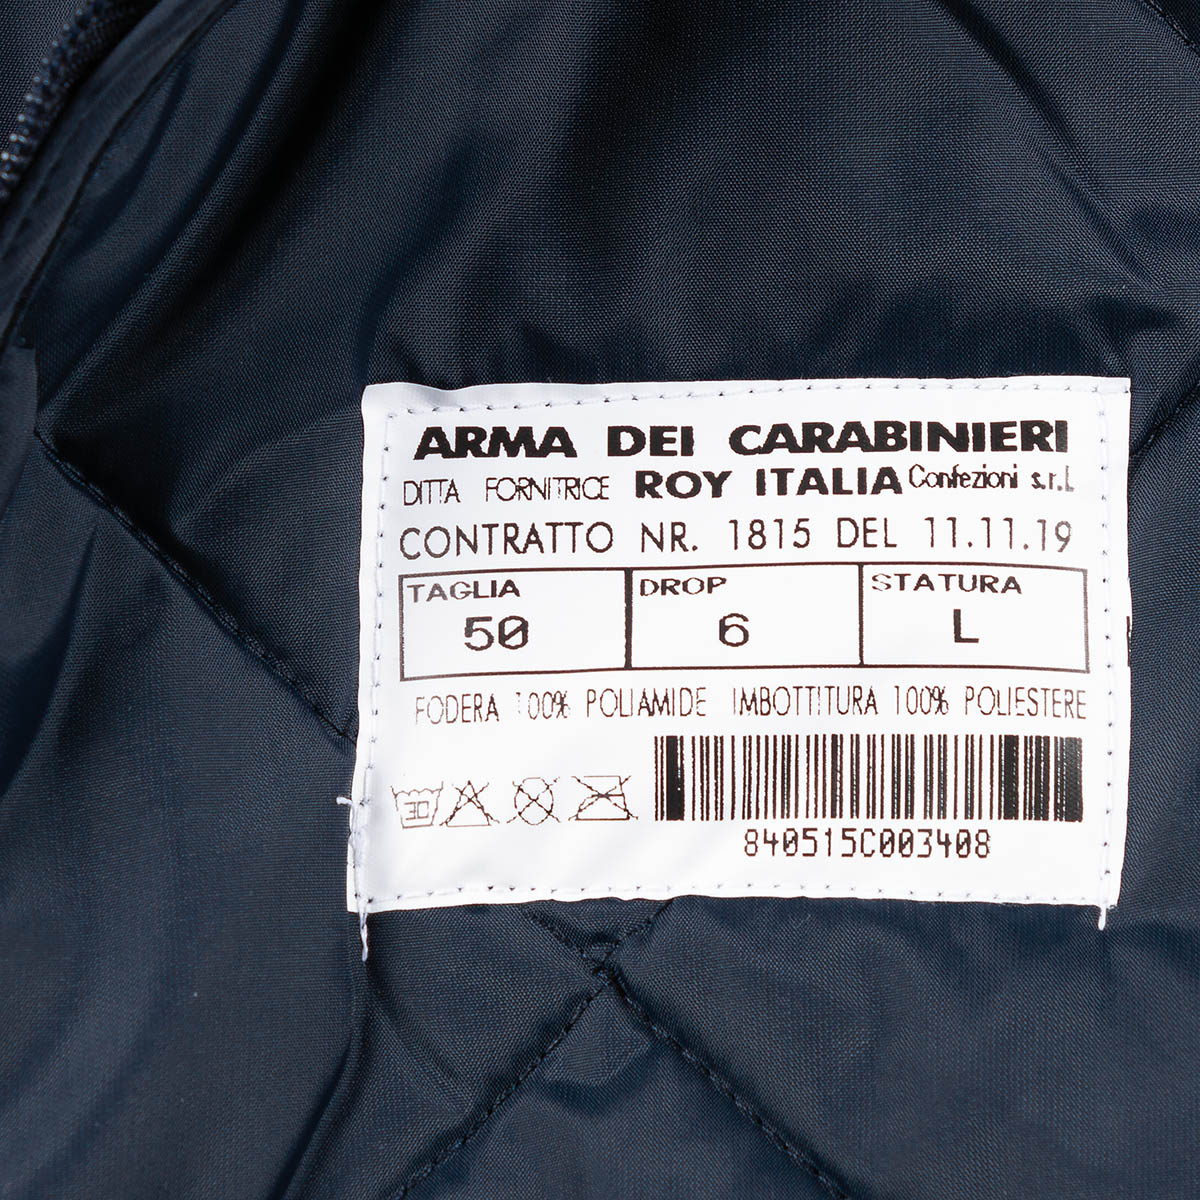 ARMA DEI CARABINIERI
DITTA FORNITRICE ROY ITALIA Confezioni s.r.l
CONTRATTO NR. 1815 DEL 11.11.19
TAGLIA DROP STATURA
50 6 L
FODERA 100% POLIAMIDE IMBOTTITURA 100% POLIESTERE
30
840515C003408